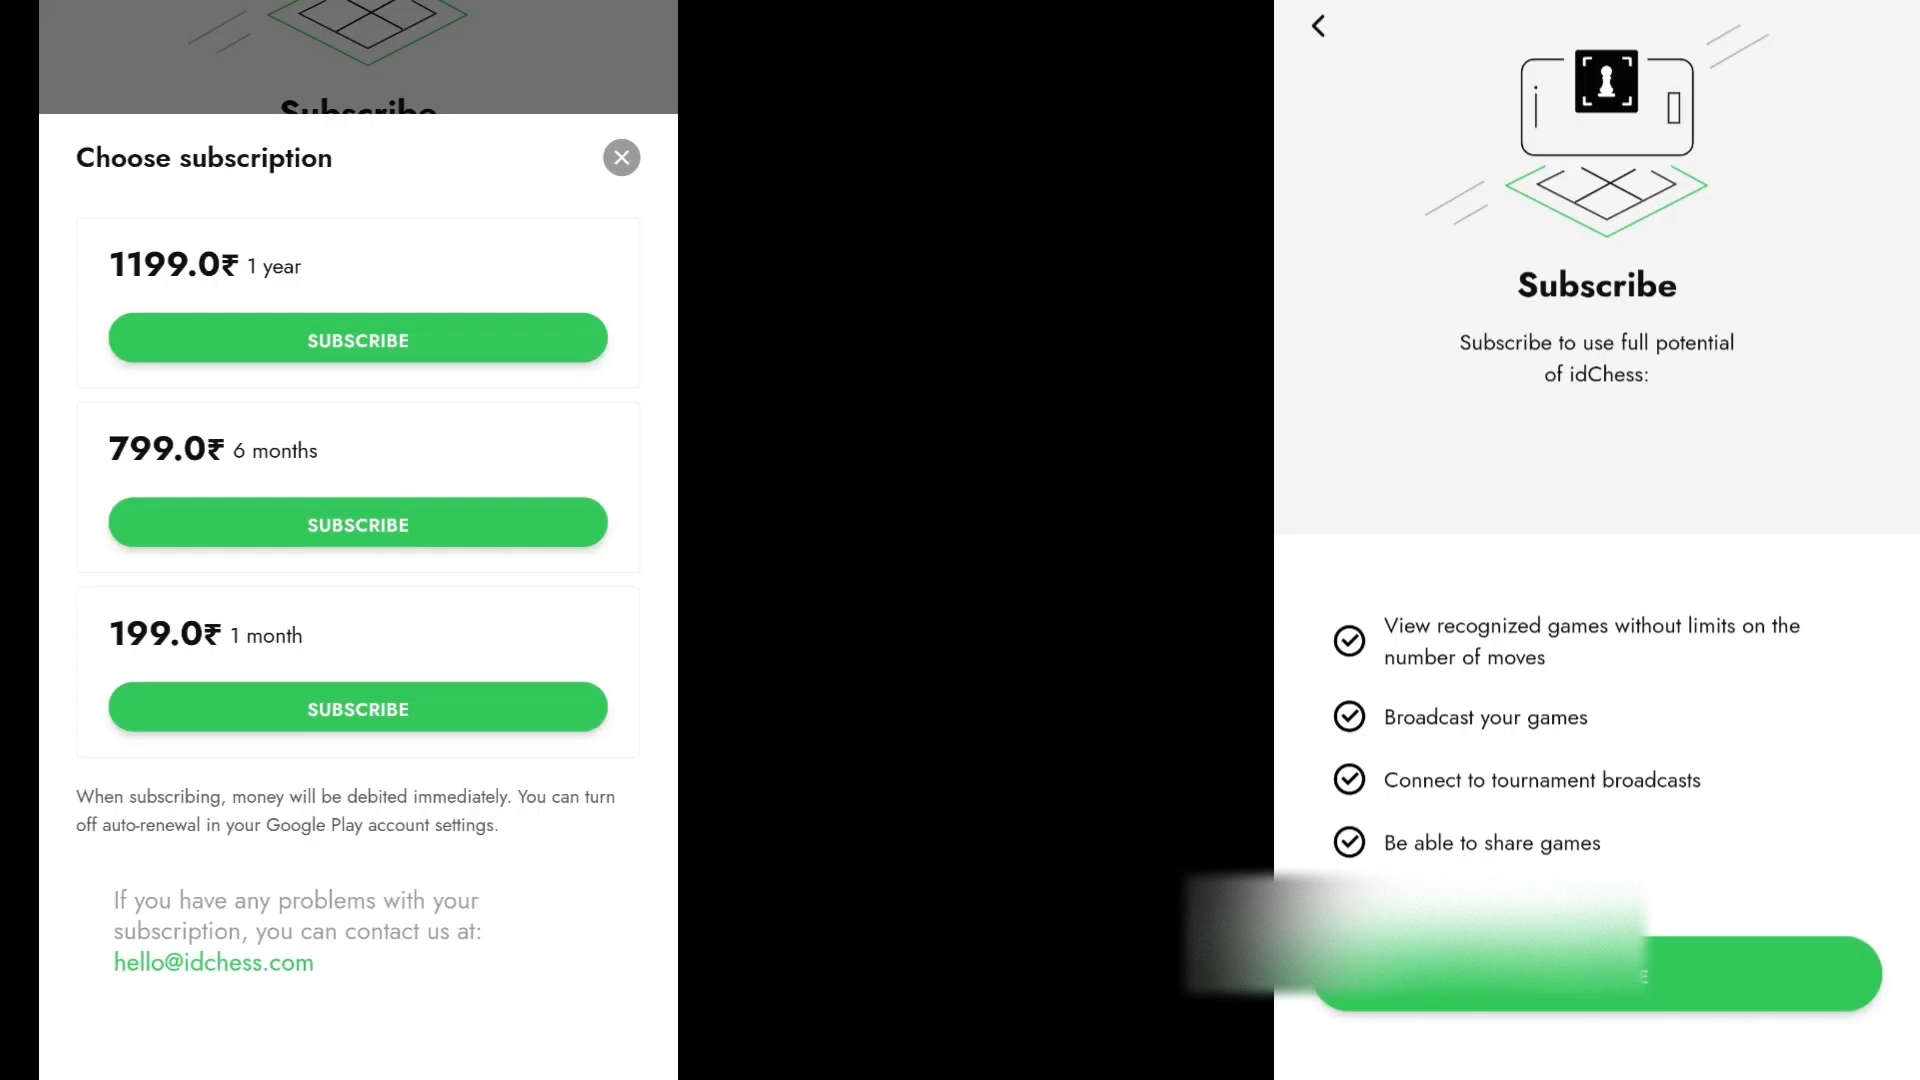 Subscribe
Choose subscription
1199.0₹ 1 year
SUBSCRIBE
799.0₹ 6 months
SUBSCRIBE
199.0₹ 1 month
SUBSCRIBE
When subscribing, money will be debited immediately. You can turn
off auto-renewal in your Google Play account settings.
If you have any problems with your
subscription, you can contact us at:
hello@idchess.com
Subscribe
Subscribe to use full potential
of idChess:
View recognized games without limits on the
number of moves
Broadcast your games
Connect to tournament broadcasts
Be able to share games